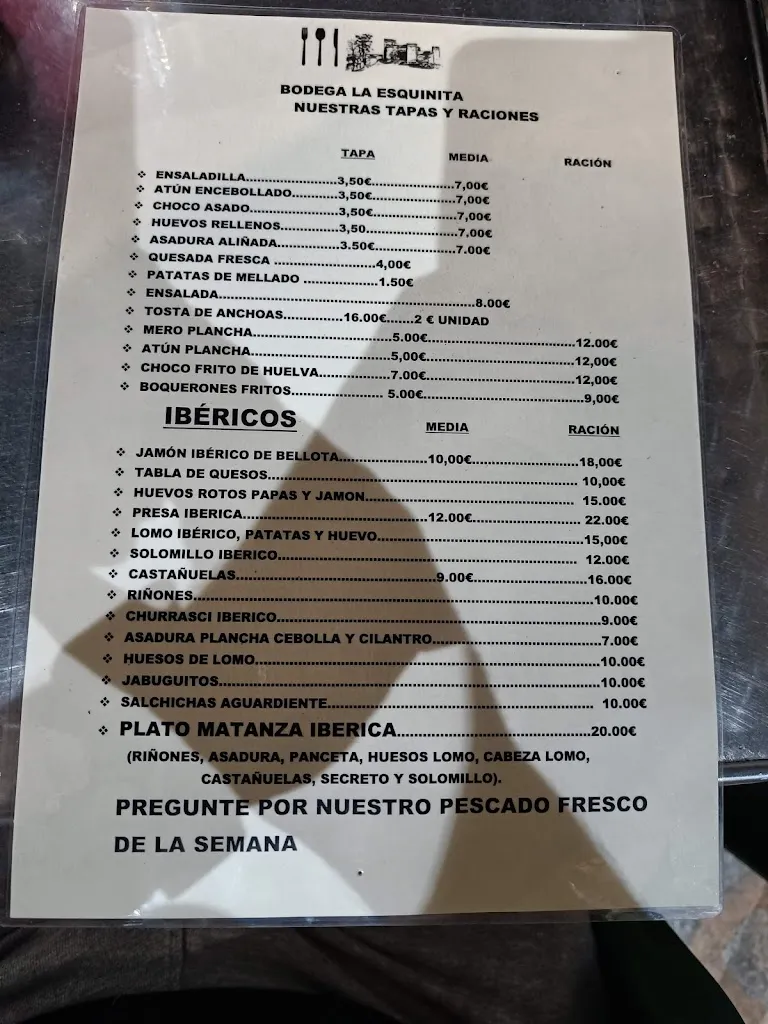 BODEGA LA ESQUINITA
NUESTRAS TAPAS Y RACIONES
TAPA MEDIA RACIÓN
❖ ENSALADILLA....................3,50€....................7,00€
❖ ATÚN ENCEBOLLADO..........3,50€....................7,00€
❖ CHOCO ASADO....................3,50€....................7,00€
❖ HUEVOS RELLENOS.............3,50......................7.00€
❖ ASADURA ALIÑADA..............3.50€....................7.00€
❖ QUESADA FRESCA ........................4,00€
❖ PATATAS DE MELLADO ..................1.50€
❖ ENSALADA..............................................................8.00€
❖ TOSTA DE ANCHOAS..............16.00€.......2 € UNIDAD
❖ MERO PLANCHA........................................5.00€....................................12.00€
❖ ATÚN PLANCHA........................................5,00€....................................12,00€
❖ CHOCO FRITO DE HUELVA.................7.00€....................................12,00€
❖ BOQUERONES FRITOS...................... 5.00€......................................9,00€
IBÉRICOS MEDIA RACIÓN
❖ JAMÓN IBÉRICO DE BELLOTA.....................10,00€..........................18,00€
❖ TABLA DE QUESOS.......................................................................... 10,00€
❖ HUEVOS ROTOS PAPAS Y JAMON.................................................. 15.00€
❖ PRESA IBERICA............................................12.00€......................... 22.00€
❖ LOMO IBÉRICO, PATATAS Y HUEVO.................................................15,00€
❖ SOLOMILLO IBERICO....................................................................... 12.00€
❖ CASTAÑUELAS................................................9.00€...........................16.00€
❖ RIÑONES..............................................................................................10.00€
❖ CHURRASCI IBERICO...........................................................................9.00€
❖ ASADURA PLANCHA CEBOLLA Y CILANTRO.....................................7.00€
❖ HUESOS DE LOMO...............................................................................10.00€
❖ JABUGUITOS........................................................................................10.00€
❖ SALCHICHAS AGUARDIENTE.............................................................. 10.00€
❖ PLATO MATANZA IBERICA.............................................20.00€
(RIÑONES, ASADURA, PANCETA, HUESOS LOMO, CABEZA LOMO,
CASTAÑUELAS, SECRETO Y SOLOMILLO).
PREGUNTE POR NUESTRO PESCADO FRESCO
DE LA SEMANA